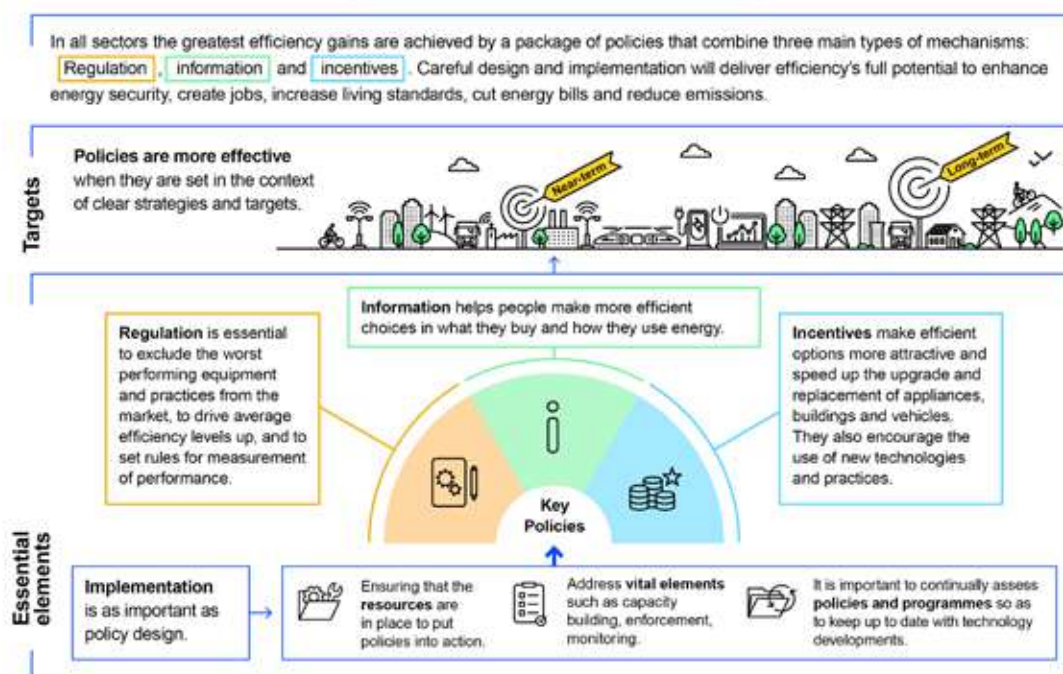 In all sectors the greatest efficiency gains are achieved by a package of policies that combine three main types of mechanisms:
Regulation, information and incentives. Careful design and implementation will deliver efficiency's full potential to enhance
energy security, create jobs, increase living standards, cut energy bills and reduce emissions.
Targets
Policies are more effective
when they are set in the context
of clear strategies and targets.
Near-term
Long-term
Essential
elements
Regulation is essential
to exclude the worst
performing equipment
and practices from the
market, to drive average
efficiency levels up, and to
set rules for measurement
of performance.
Information helps people make more efficient
choices in what they buy and how they use energy.
Incentives make efficient
options more attractive and
speed up the upgrade and
replacement of appliances,
buildings and vehicles.
They also encourage the
use of new technologies
and practices.
i
Key
Policies
Implementation
is as important as
policy design.
Ensuring that the
resources are
in place to put
policies into action.
Address vital elements
such as capacity
building, enforcement,
monitoring.
It is important to continually assess
policies and programmes so as
to keep up to date with technology
developments.